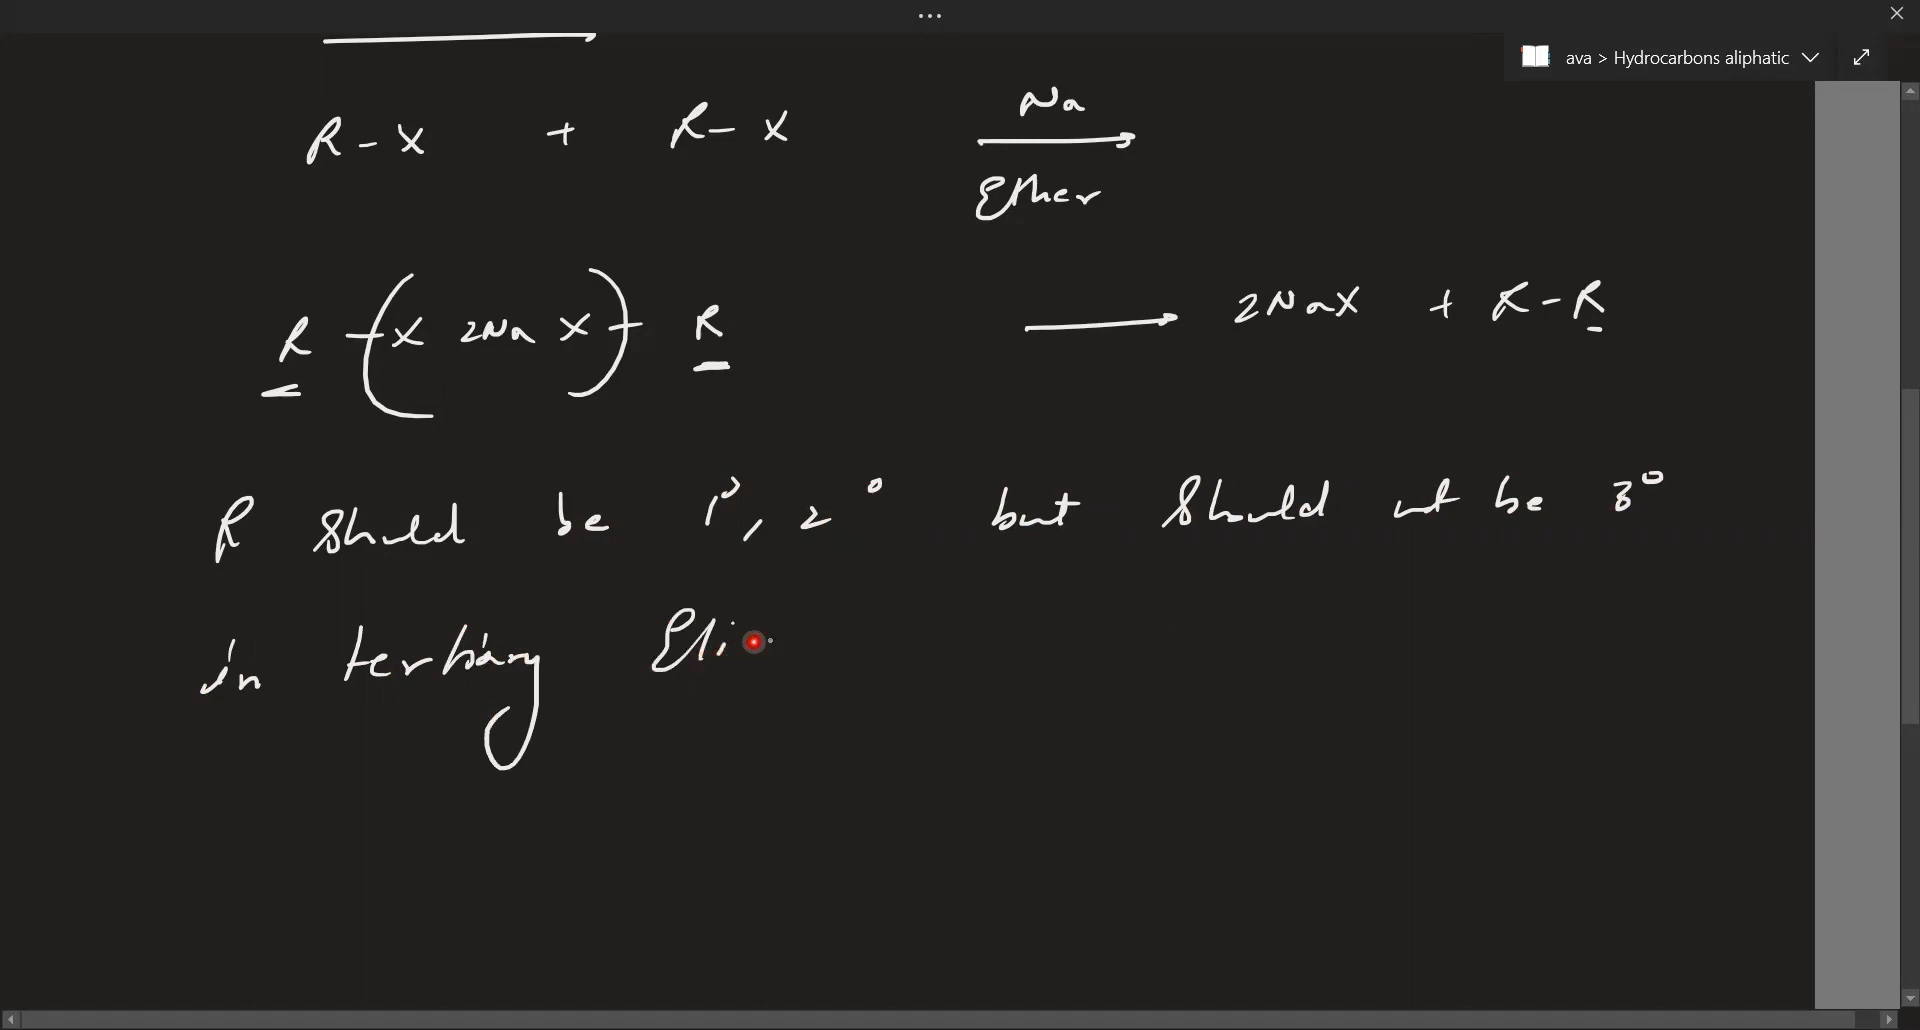 ava > Hydrocarbons aliphatic
R - X + R - X Na
Ether
R - ( X 2Na X ) - R → 2NaX + R - R
R should be 1°, 2° but should not be 3°
in tertiary Eli